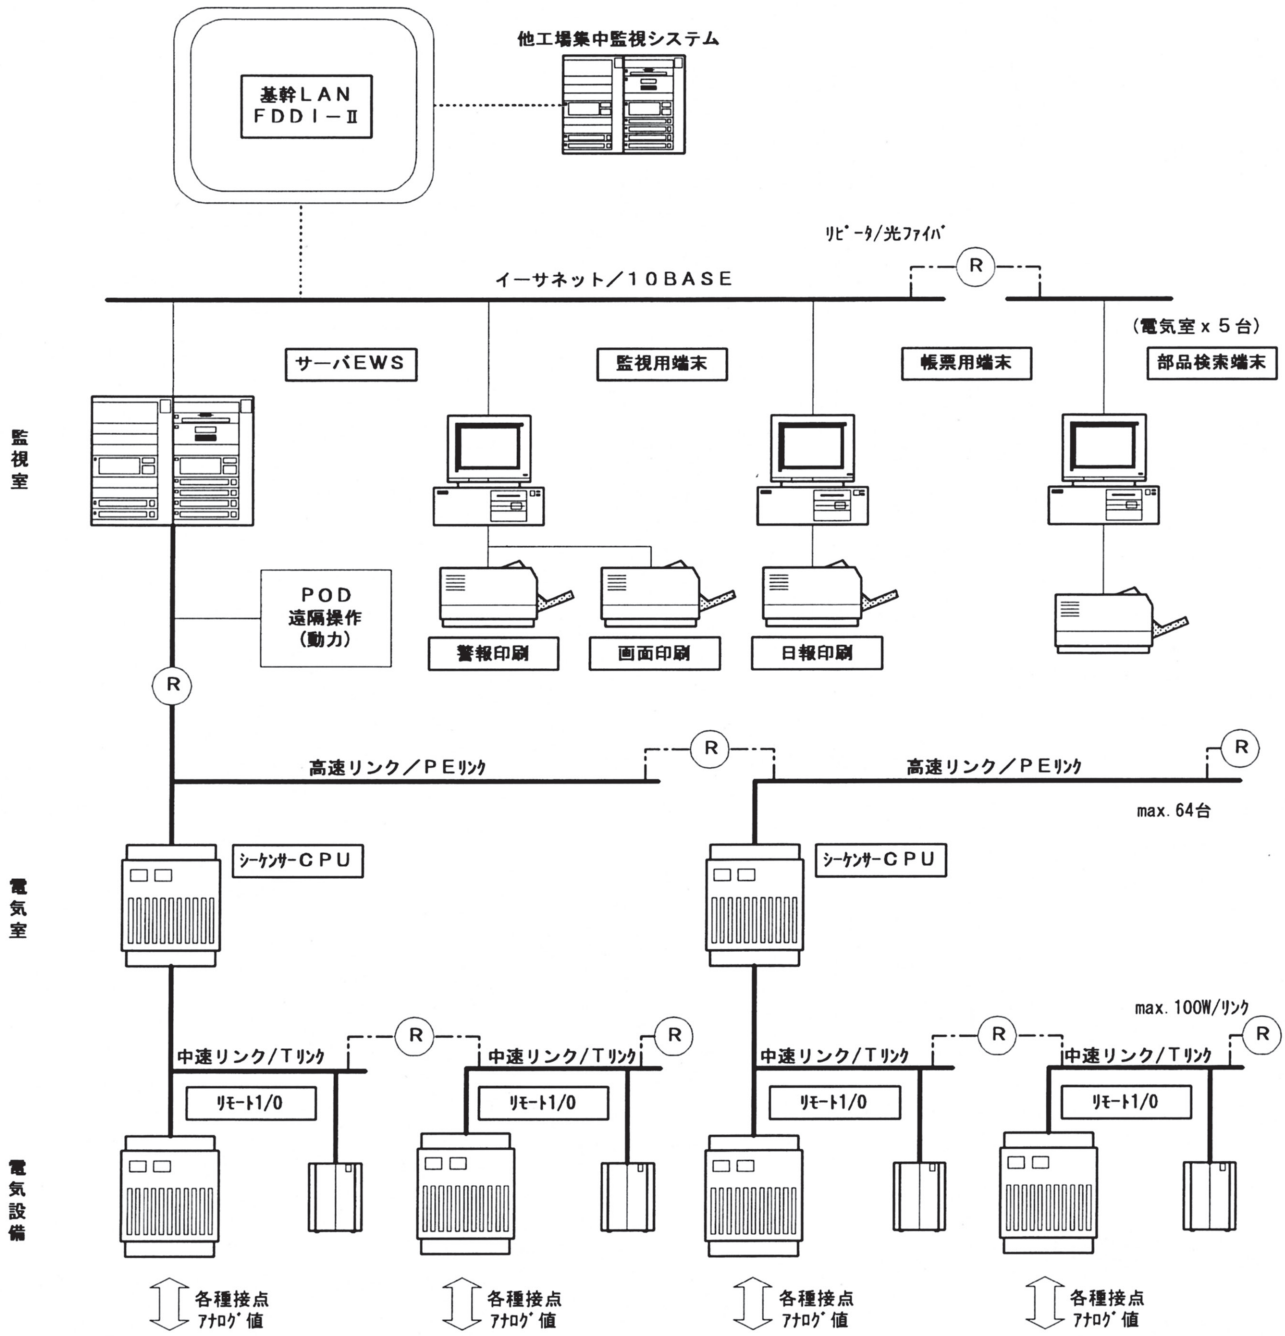 他工場集中監視システム
基幹LAN
FDDI－Ⅱ
リピータ/光ファイバ
R
イーサネット／10BASE
(電気室x5台)
サーバEWS
監視用端末
帳票用端末
部品検索端末
監視室
POD
遠隔操作
(動力)
警報印刷
画面印刷
日報印刷
R
R
R
高速リンク／PEリンク
高速リンク／PEリンク
max.64台
シーケンサーCPU
シーケンサーCPU
電気室
max.100W/リンク
R
R
R
R
中速リンク/Tリンク
中速リンク/Tリンク
中速リンク/Tリンク
中速リンク/Tリンク
リモート1/0
リモート1/0
リモート1/0
リモート1/0
電気設備
各種接点
アナログ値
各種接点
アナログ値
各種接点
アナログ値
各種接点
アナログ値